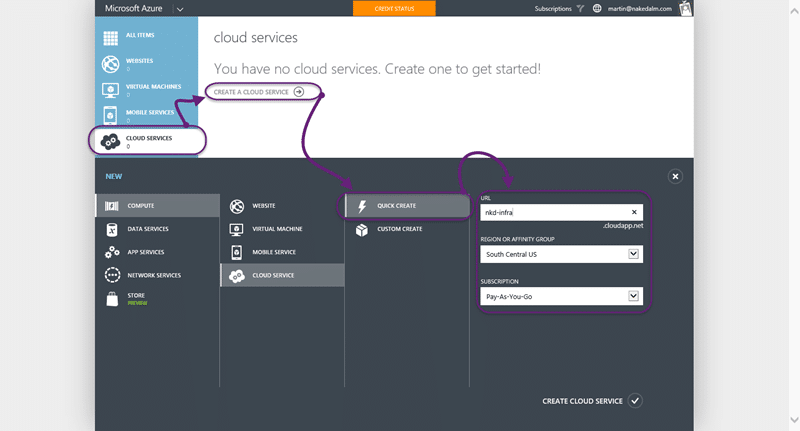 Microsoft Azure
CREDIT STATUS
Subscriptions
martin@nakedalm.com
ALL ITEMS
WEBSITES
0
VIRTUAL MACHINES
0
MOBILE SERVICES
0
CLOUD SERVICES
0
cloud services
You have no cloud services. Create one to get started!
CREATE A CLOUD SERVICE
NEW
COMPUTE
DATA SERVICES
APP SERVICES
NETWORK SERVICES
STORE
PREVIEW
WEBSITE
VIRTUAL MACHINE
MOBILE SERVICE
CLOUD SERVICE
QUICK CREATE
CUSTOM CREATE
URL
nkd-infra
.cloudapp.net
REGION OR AFFINITY GROUP
South Central US
SUBSCRIPTION
Pay-As-You-Go
CREATE CLOUD SERVICE